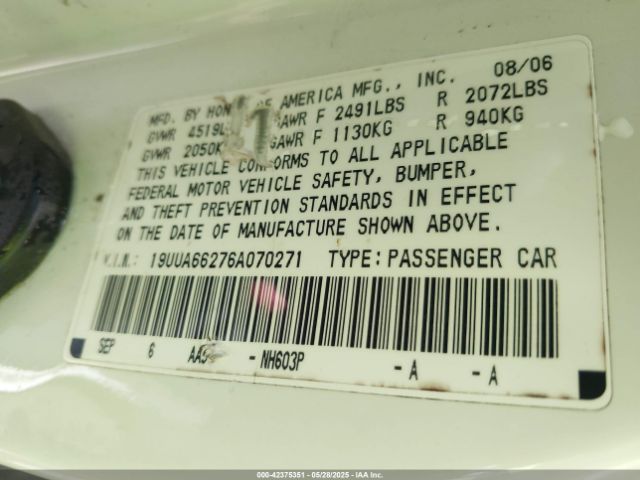 MFD. BY HON OF AMERICA MFG., INC. 08/06
GVWR 4519L GAWR F 2491LBS R 2072LBS
GVWR 2050K GAWR F 1130KG R 940KG
THIS VEHICLE CONFORMS TO ALL APPLICABLE
FEDERAL MOTOR VEHICLE SAFETY, BUMPER,
AND THEFT PREVENTION STANDARDS IN EFFECT
ON THE DATE OF MANUFACTURE SHOWN ABOVE.
V.I.N.: 19UUA66276A070271 TYPE: PASSENGER CAR
SEP 6 - NH603P - A - A
000-42375351 - 05/28/2025 - IAA Inc.